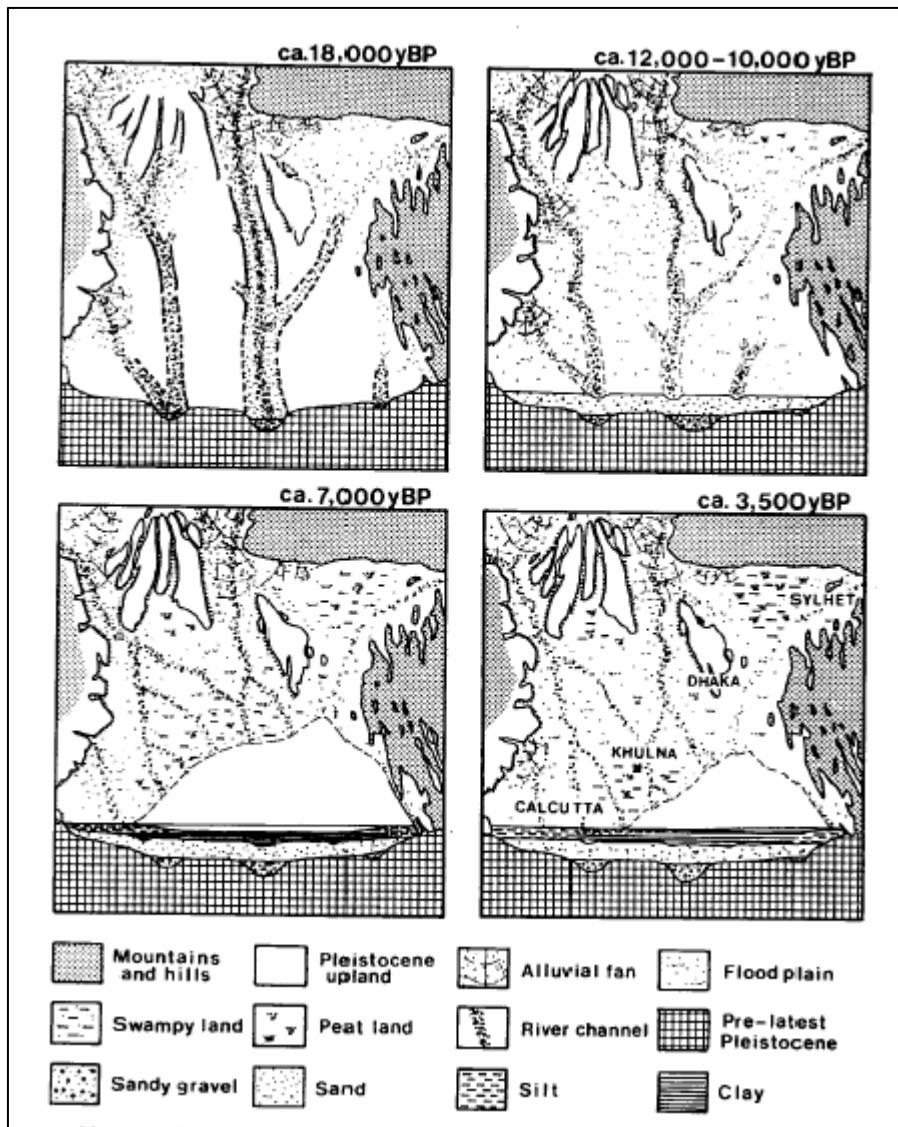 ca.18,000yBP
ca.12,000-10,000yBP
ca.7,000yBP
ca. 3,500yBP
SYLHET
DHAKA
KHULNA
CALCUTTA
Mountains and hills
Pleistocene upland
Alluvial fan
Flood plain
Swampy land
Peat land
River channel
Pre-latest Pleistocene
Sandy gravel
Sand
Silt
Clay